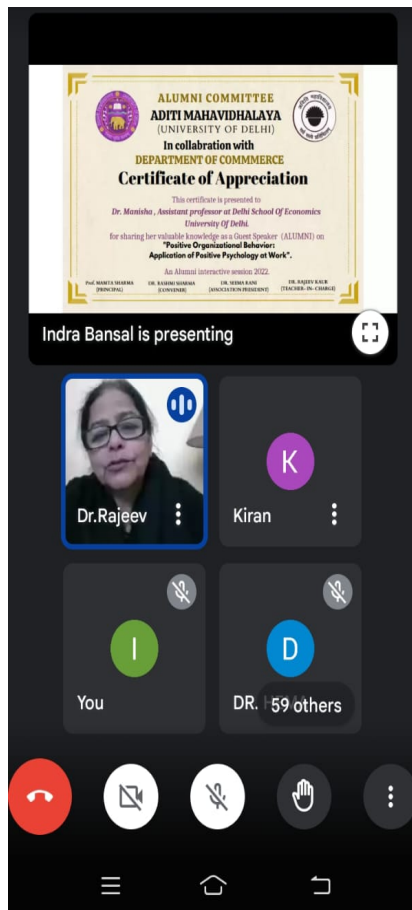 ALUMNI COMMITTEE
ADITI MAHAVIDHALAYA
(UNIVERSITY OF DELHI)
In collabration with
DEPARTMENT OF COMMMERCE
Certificate of Appreciation
This certificate is presented to
Dr. Manisha , Assistant professor at Delhi School Of Economics
University Of Delhi.
for sharing her valuable knowledge as a Guest Speaker (ALUMNI) on
"Positive Organizational Behavior:
Application of Positive Psychology at Work".
An Alumni interactive session 2022.
Prof. MAMTA SHARMA DR. RASHMI SHARMA DR. SEEMA RANI DR. RAJEEV KAUR
(PRINCIPAL) (CONVENER) (ASSOCIATION PRESIDENT) (TEACHER- IN- CHARGE)
Indra Bansal is presenting
K
Dr.Rajeev Kiran
I D
You DR. 59 others